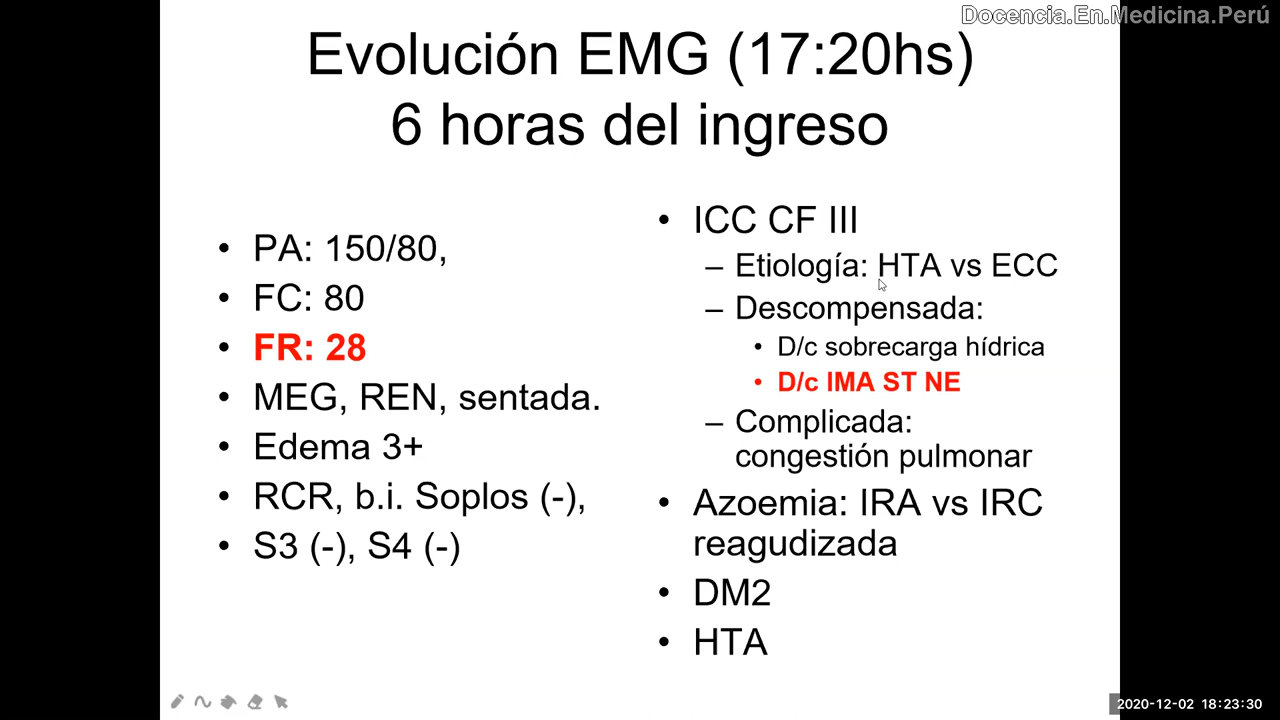 Docencia.En.Medicina.Perú
Evolución EMG (17:20hs)
6 horas del ingreso
• PA: 150/80,
• FC: 80
• FR: 28
• MEG, REN, sentada.
• Edema 3+
• RCR, b.i. Soplos (-),
• S3 (-), S4 (-)
• ICC CF III
– Etiología: HTA vs ECC
– Descompensada:
• D/c sobrecarga hídrica
• D/c IMA ST NE
– Complicada:
congestión pulmonar
• Azoemia: IRA vs IRC
reagudizada
• DM2
• HTA
2020-12-02 18:23:30